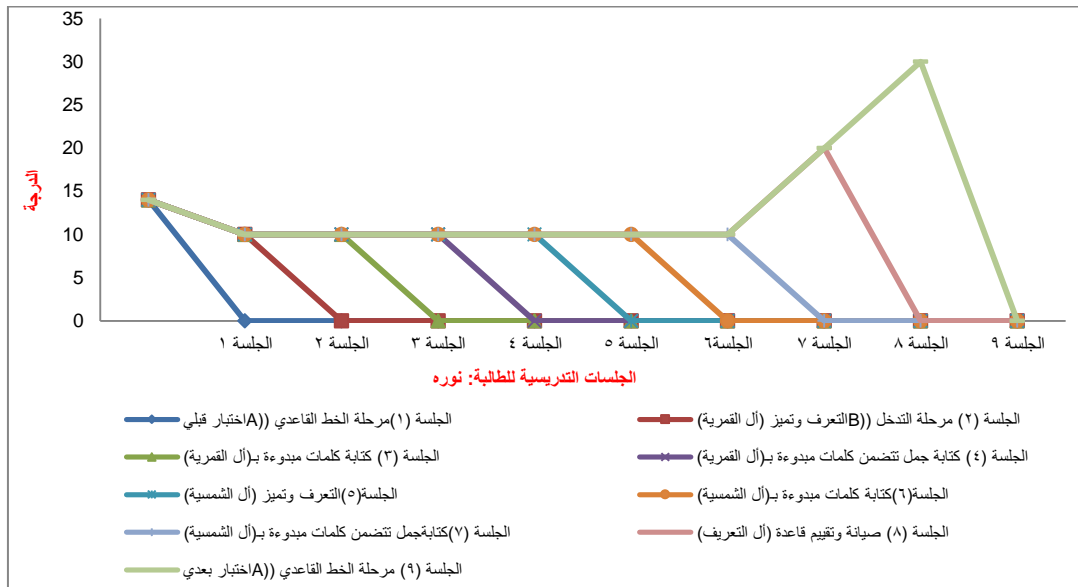 35
30
25
20
15
10
5
0
الدرجة
الجلسة ١ الجلسة ٢ الجلسة ٣ الجلسة ٤ الجلسة ٥ الجلسة٦ الجلسة ٧ الجلسة ٨ الجلسة ٩
الجلسات التدريسية للطالبة: نوره
الجلسة (١)مرحلة الخط القاعدي ((Aاختبار قبلي
الجلسة (٢) مرحلة التدخل ((Bالتعرف وتميز (أل القمرية)
الجلسة (٣) كتابة كلمات مبدوءة بـ(أل القمرية)
الجلسة (٤) كتابة جمل تتضمن كلمات مبدوءة بـ(أل القمرية)
الجلسة(٥)التعرف وتميز (أل الشمسية)
الجلسة(٦)كتابة كلمات مبدوءة بـ(أل الشمسية)
الجلسة (٧)كتابةجمل تتضمن كلمات مبدوءة بـ(أل الشمسية)
الجلسة (٨) صيانة وتقييم قاعدة (أل التعريف)
الجلسة (٩) مرحلة الخط القاعدي ((Aاختبار بعدي